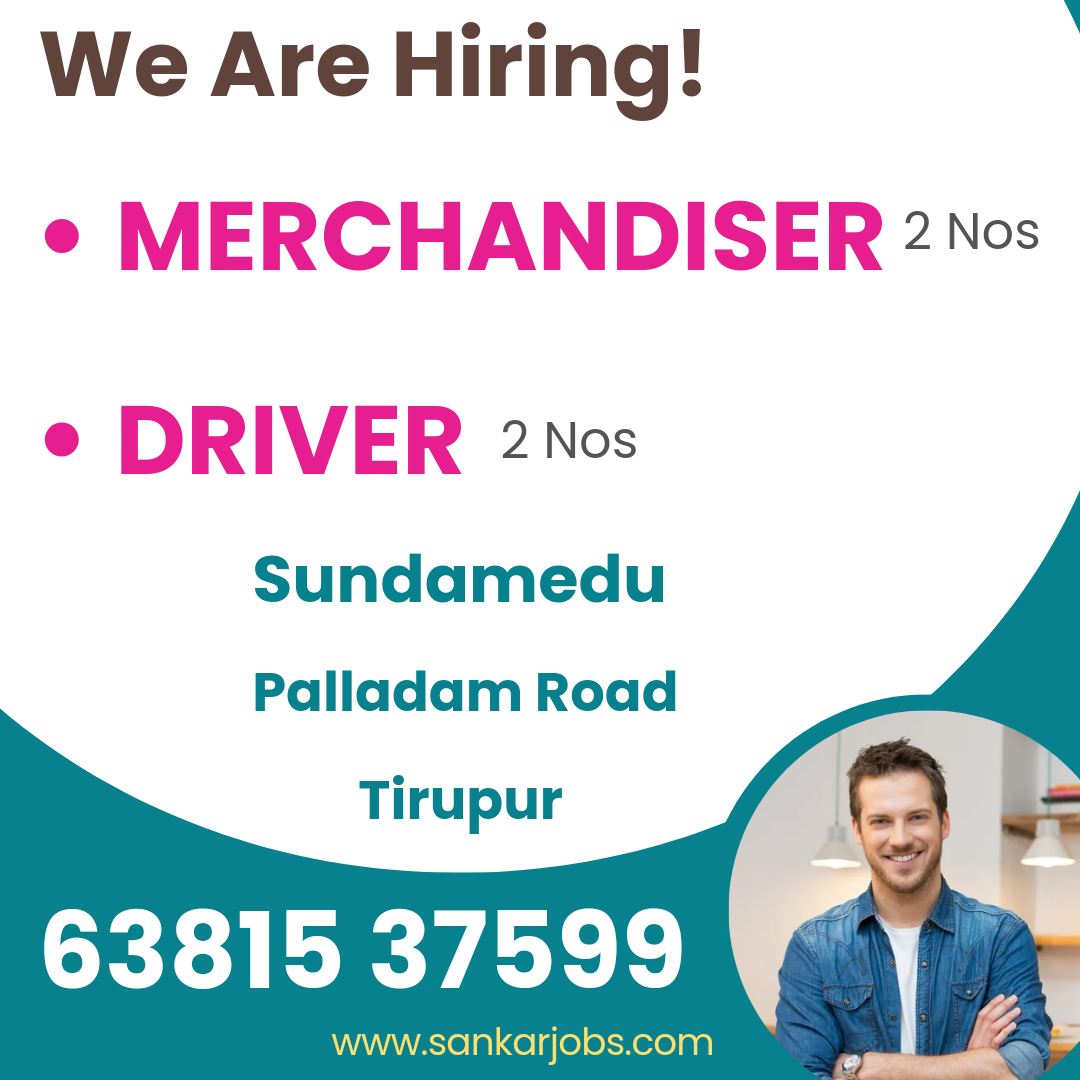 We Are Hiring!
• MERCHANDISER 2 Nos
• DRIVER 2 Nos
Sundamedu
Palladam Road
Tirupur
63815 37599
www.sankarjobs.com